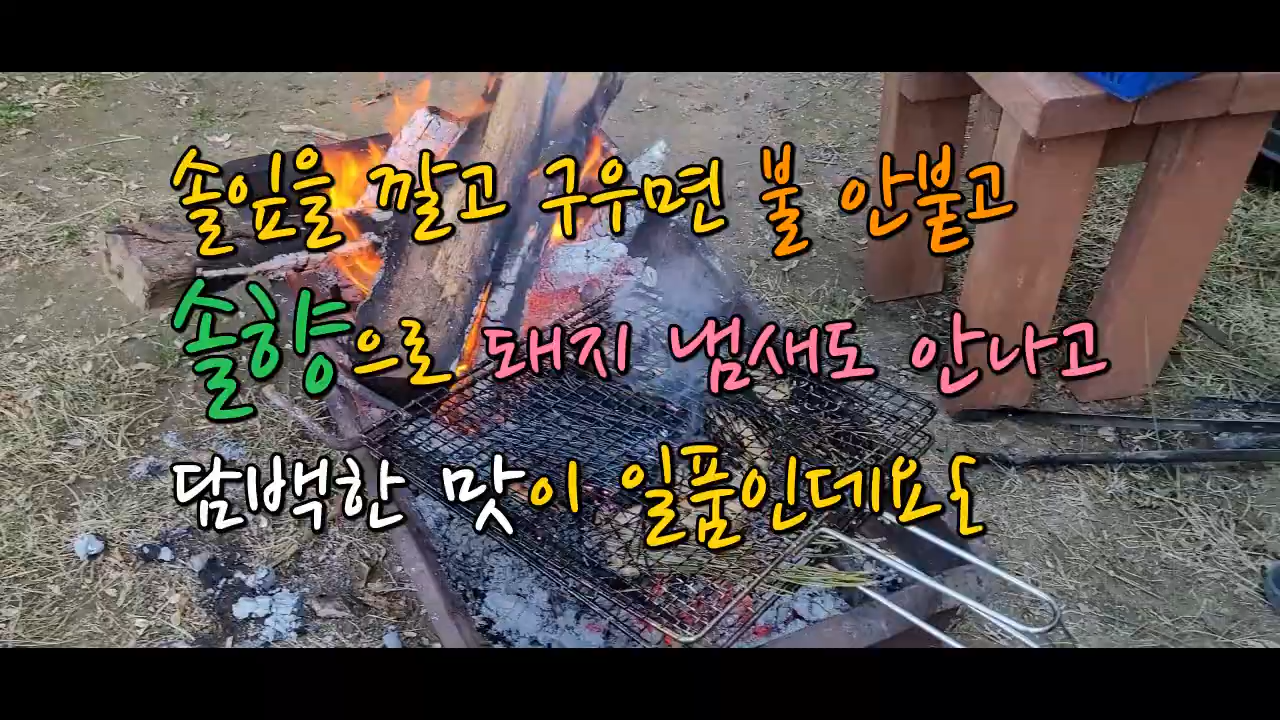 솔잎을 깔고 구우면 불 안붙고
솔향으로 돼지 냄새도 안나고
담백한 맛이 일품인데요~